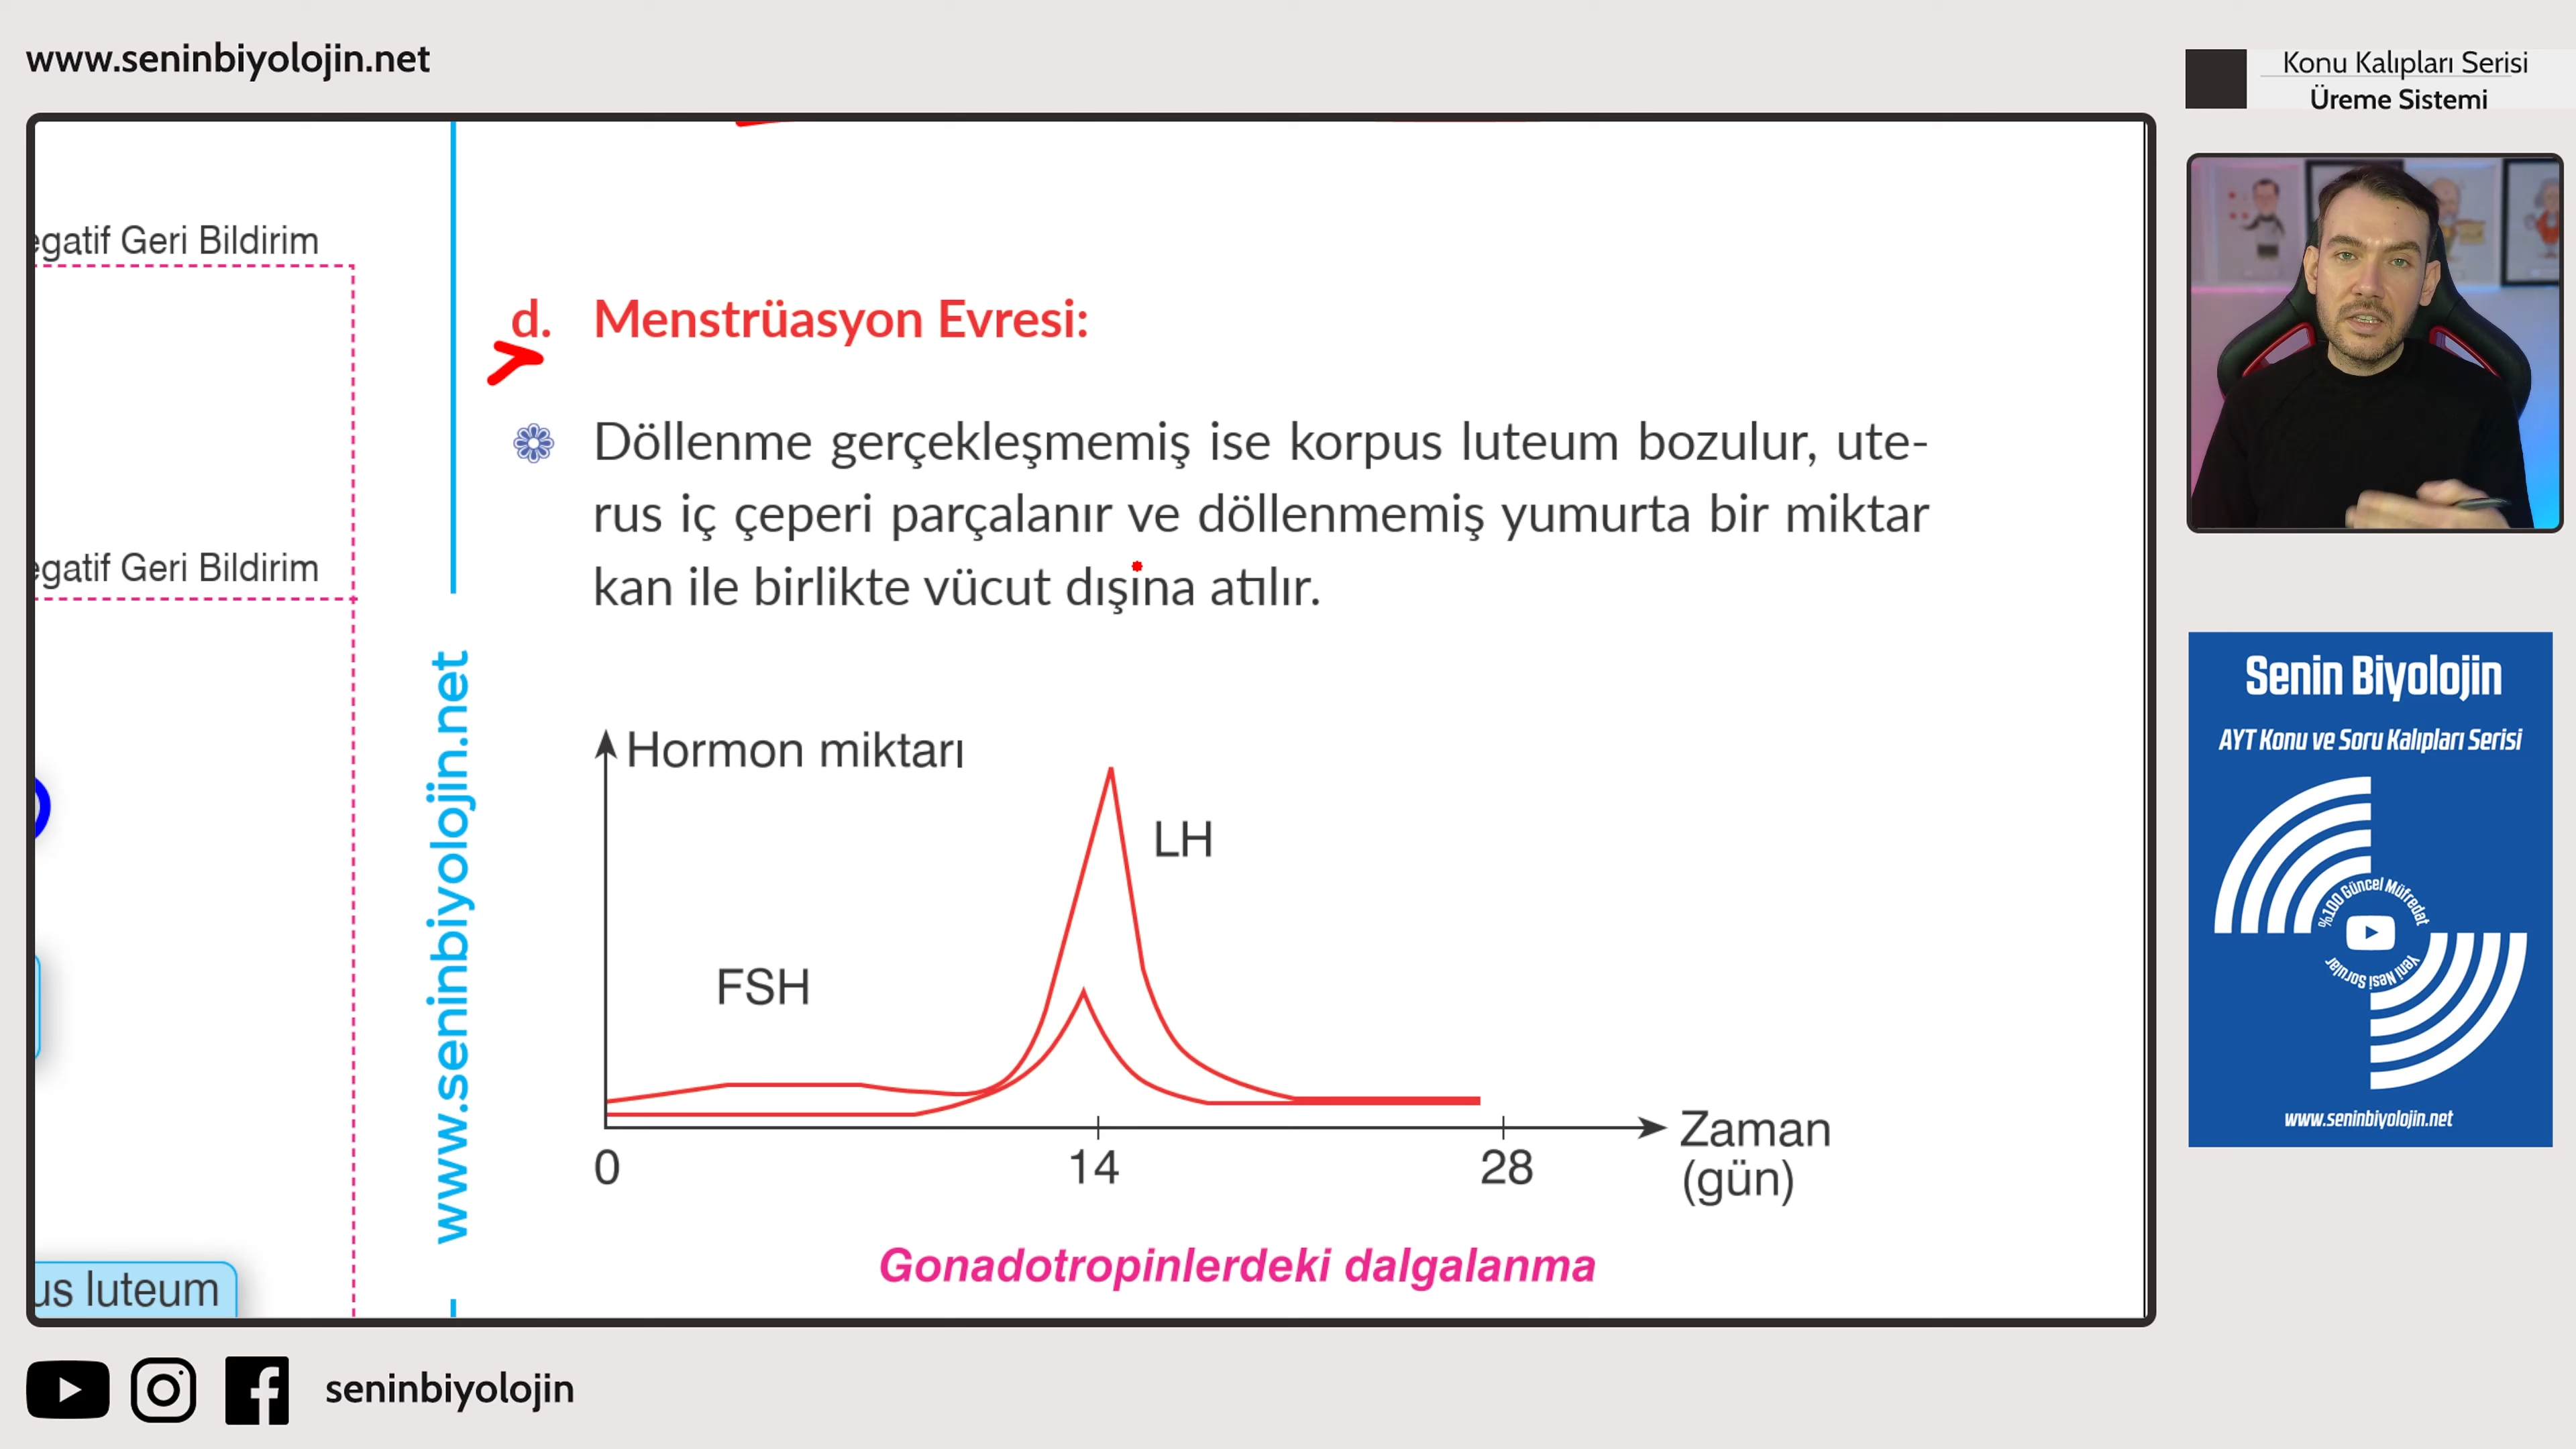 www.seninbiyolojin.net
Konu Kalıpları Serisi
Üreme Sistemi
egatif Geri Bildirim
d. Menstrüasyon Evresi:
Döllenme gerçekleşmemiş ise korpus luteum bozulur, ute-
rus iç çeperi parçalanır ve döllenmemiş yumurta bir miktar
kan ile birlikte vücut dışına atılır.
egatif Geri Bildirim
www.seninbiyolojin.net
Hormon miktarı
LH
FSH
0
14
28
Zaman
(gün)
Gonadotropinlerdeki dalgalanma
us luteum
Senin Biyolojin
AYT Konu ve Soru Kalıpları Serisi
%100 Güncel Müfredat
Yeni Nesi Sorular
www.seninbiyolojin.net
seninbiyolojin